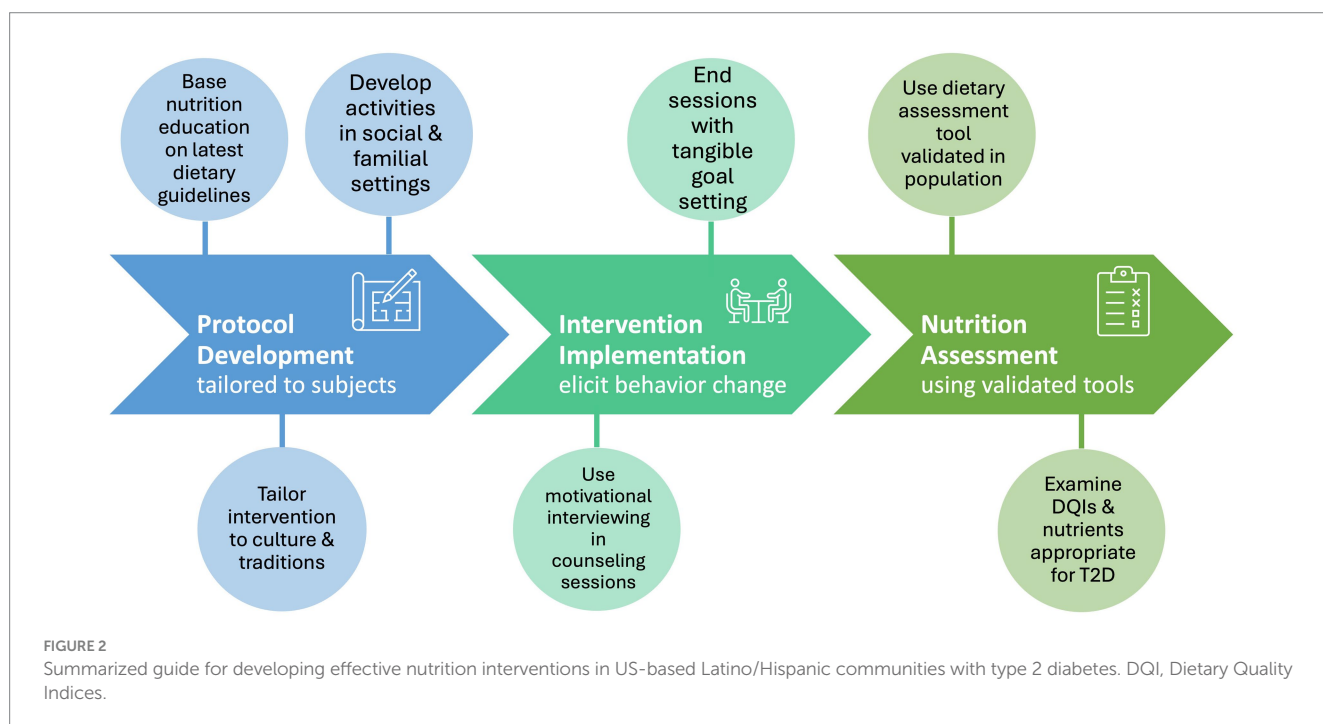 Base
nutrition
education
on latest
dietary
guidelines
Develop
activities
in social &
familial
settings
End
sessions
with
tangible
goal
setting
Use dietary
assessment
tool
validated in
population
Protocol
Development
tailored to subjects
Intervention
Implementation
elicit behavior change
Nutrition
Assessment
using validated tools
Tailor
intervention
to culture &
traditions
Use
motivational
interviewing
in
counseling
sessions
Examine
DQIs &
nutrients
appropriate
for T2D
FIGURE 2
Summarized guide for developing effective nutrition interventions in US-based Latino/Hispanic communities with type 2 diabetes. DQI, Dietary Quality
Indices.